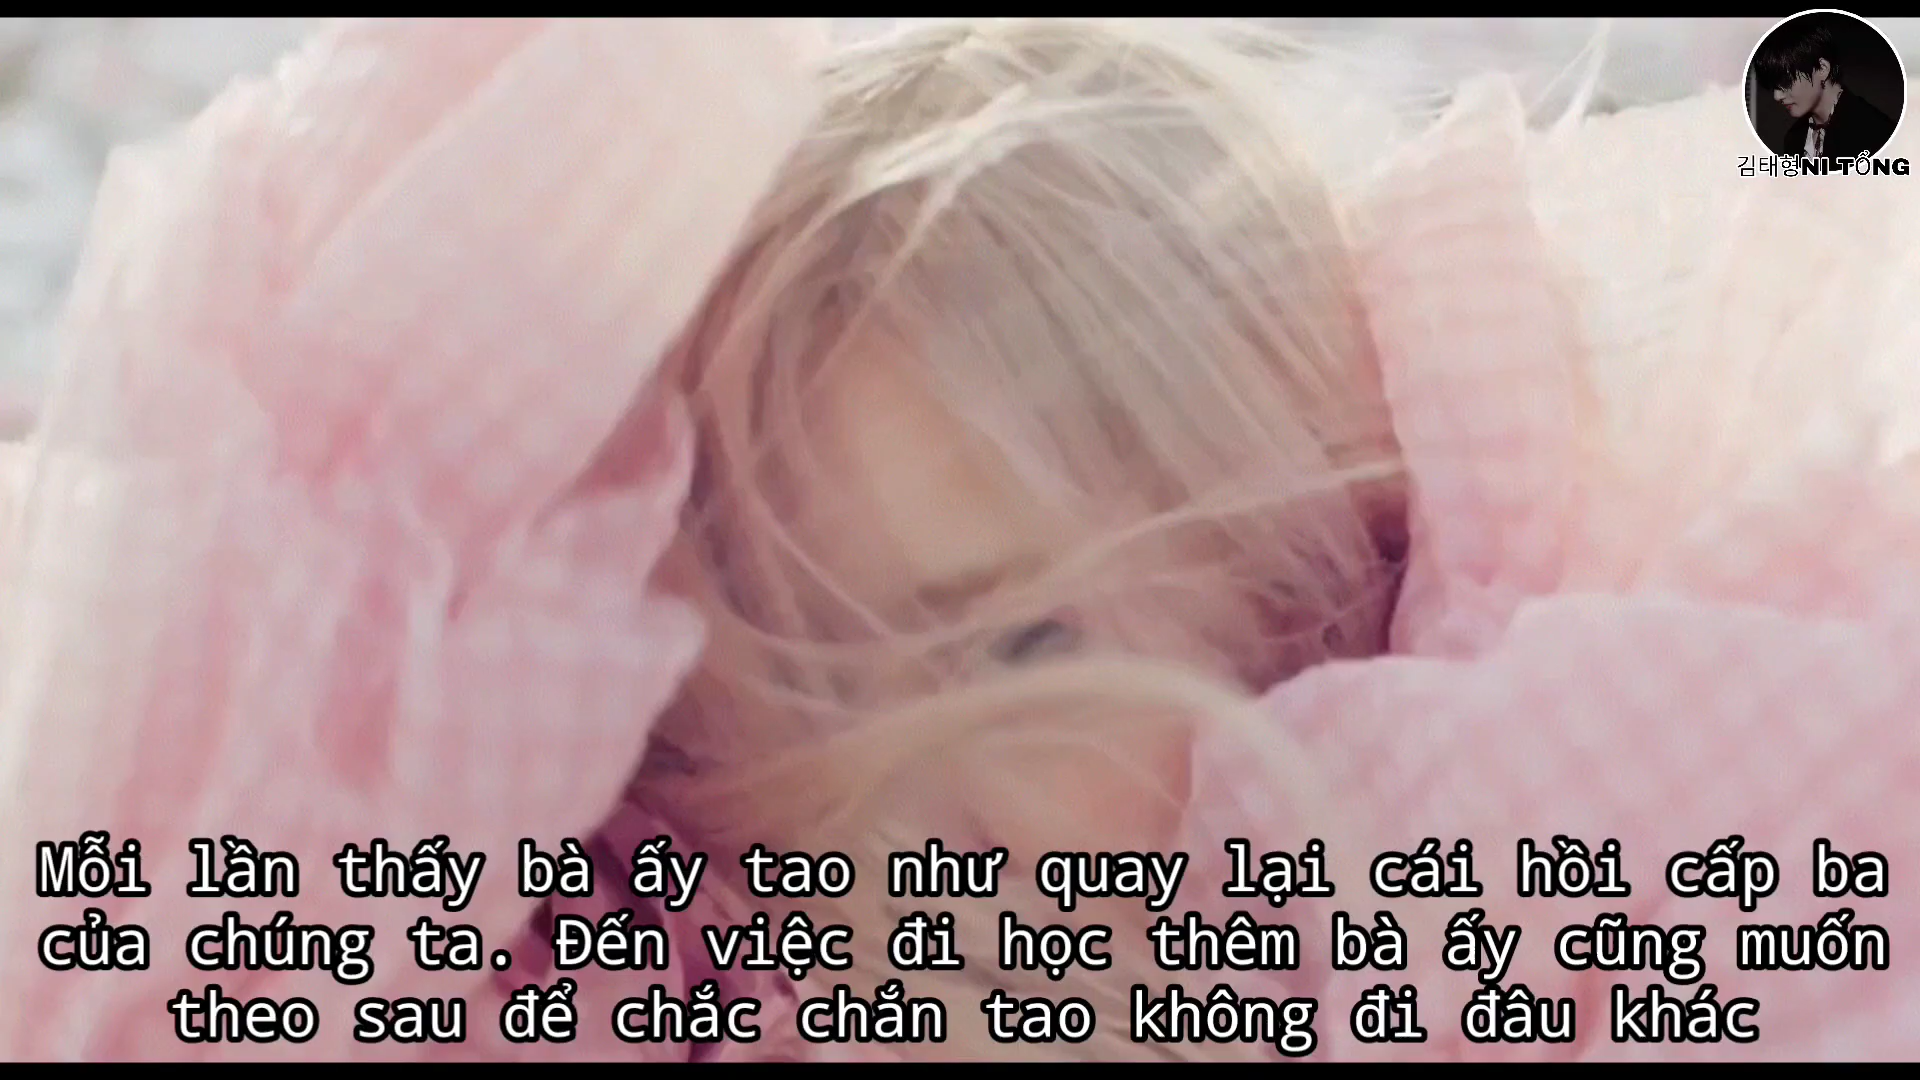 김태형NI TỔNG
Mỗi lần thấy bà ấy tao như quay lại cái hồi cấp ba
của chúng ta. Đến việc đi học thêm bà ấy cũng muốn
theo sau để chắc chắn tao không đi đâu khác